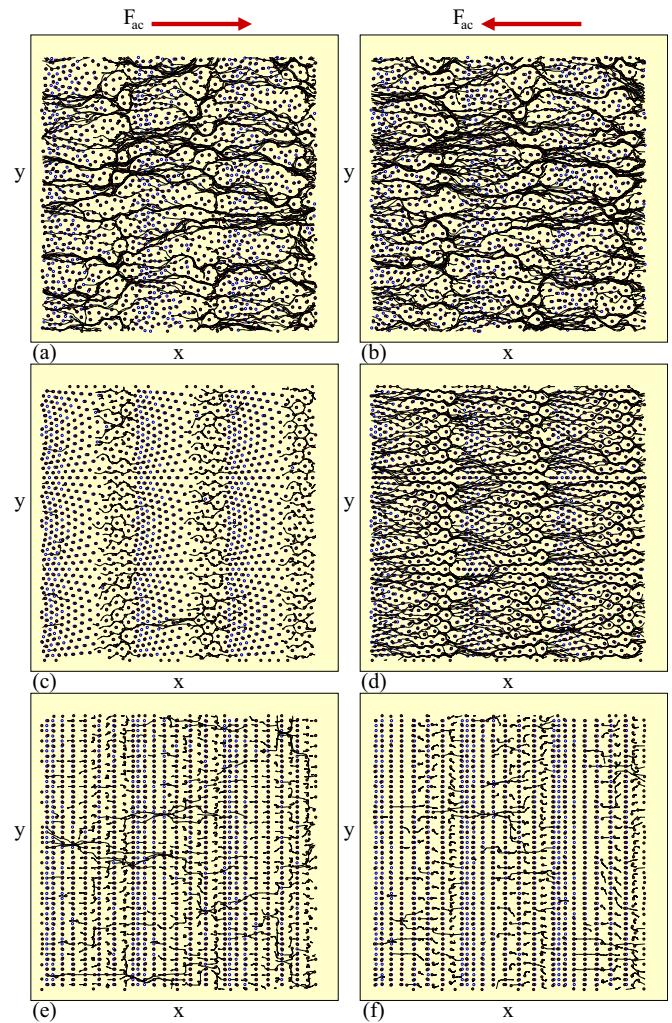 F_ac F_ac
y y
(a) x (b) x
y y
(c) x (d) x
y y
(e) x (f) x